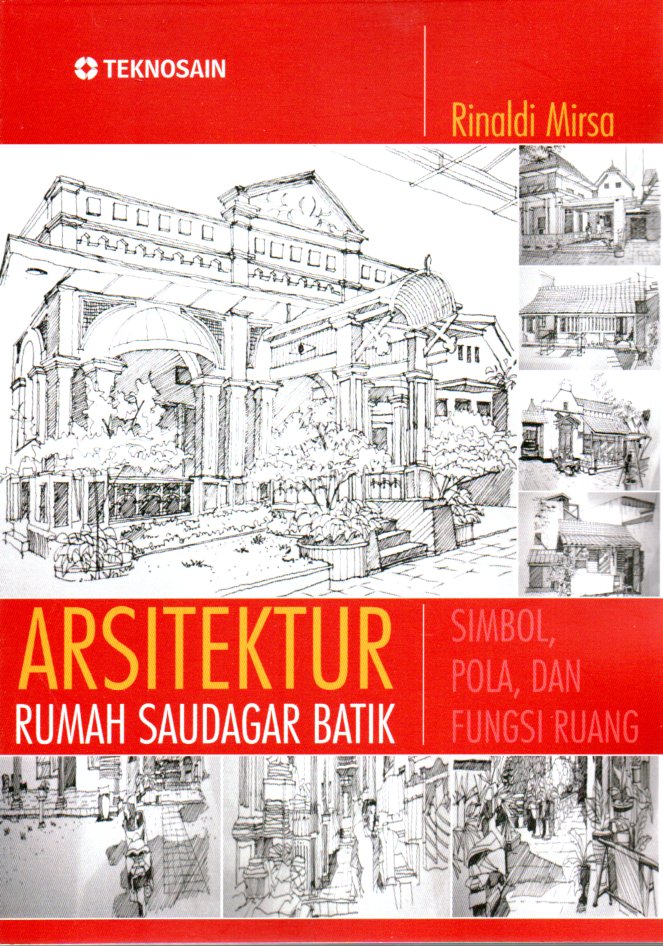 TEKNOSAIN
Rinaldi Mirsa
ARSITEKTUR
RUMAH SAUDAGAR BATIK
SIMBOL,
POLA, DAN
FUNGSI RUANG